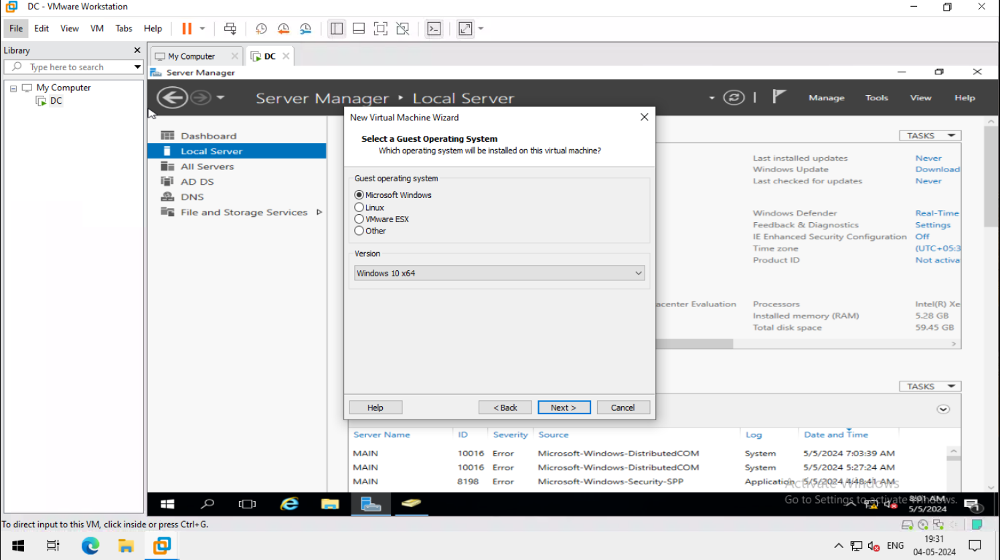 DC - VMware Workstation
File Edit View VM Tabs Help
Library
Type here to search
My Computer
DC
My Computer
DC
Server Manager
Server Manager • Local Server
Manage Tools View Help
Dashboard
Local Server
All Servers
AD DS
DNS
File and Storage Services
New Virtual Machine Wizard
Select a Guest Operating System
Which operating system will be installed on this virtual machine?
Guest operating system
Microsoft Windows
Linux
VMware ESX
Other
Version
Windows 10 x64
Help < Back Next > Cancel
TASKS
Last installed updates Never
Windows Update Download
Last checked for updates Never
Windows Defender Real-Time
Feedback & Diagnostics Settings
IE Enhanced Security Configuration Off
Time zone (UTC+05:3
Product ID Not activa
acenter Evaluation Processors Intel(R) Xe
Installed memory (RAM) 5.28 GB
Total disk space 59.45 GB
TASKS
Server Name ID Severity Source Log Date and Time
MAIN 10016 Error Microsoft-Windows-DistributedCOM System 5/5/2024 7:03:39 AM
MAIN 10016 Error Microsoft-Windows-DistributedCOM System 5/5/2024 5:27:24 AM
MAIN 8198 Error Microsoft-Windows-Security-SPP Application 5/5/2024 4:48:41 AM
Activate Windows
Go to Settings to activate Windows.
8:01 AM
5/5/2024
1
To direct input to this VM, click inside or press Ctrl+G.
ENG
19:31
04-05-2024